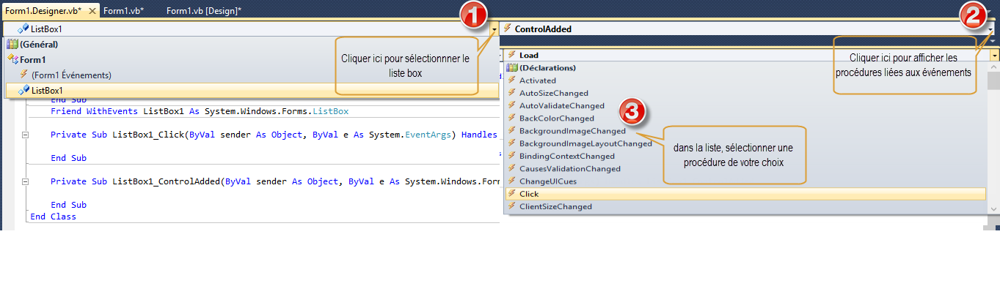 Form1.Designer.vb* Form1.vb* Form1.vb [Design]*
1
ListBox1
(Général)
Form1
(Form1 Événements)
ListBox1
Cliquer ici pour sélectionnner le
liste box
End Sub
Friend WithEvents ListBox1 As System.Windows.Forms.ListBox
Private Sub ListBox1_Click(ByVal sender As Object, ByVal e As System.EventArgs) Handles
End Sub
Private Sub ListBox1_ControlAdded(ByVal sender As Object, ByVal e As System.Windows.Form
End Sub
End Class
2
ControlAdded
Cliquer ici pour afficher les
procédures liées aux événements
Load
(Déclarations)
Activated
AutoSizeChanged
AutoValidateChanged
BackColorChanged
BackgroundImageChanged
BackgroundImageLayoutChanged
BindingContextChanged
CausesValidationChanged
ChangeUICues
Click
ClientSizeChanged
3
dans la liste, sélectionner une
procédure de votre choix